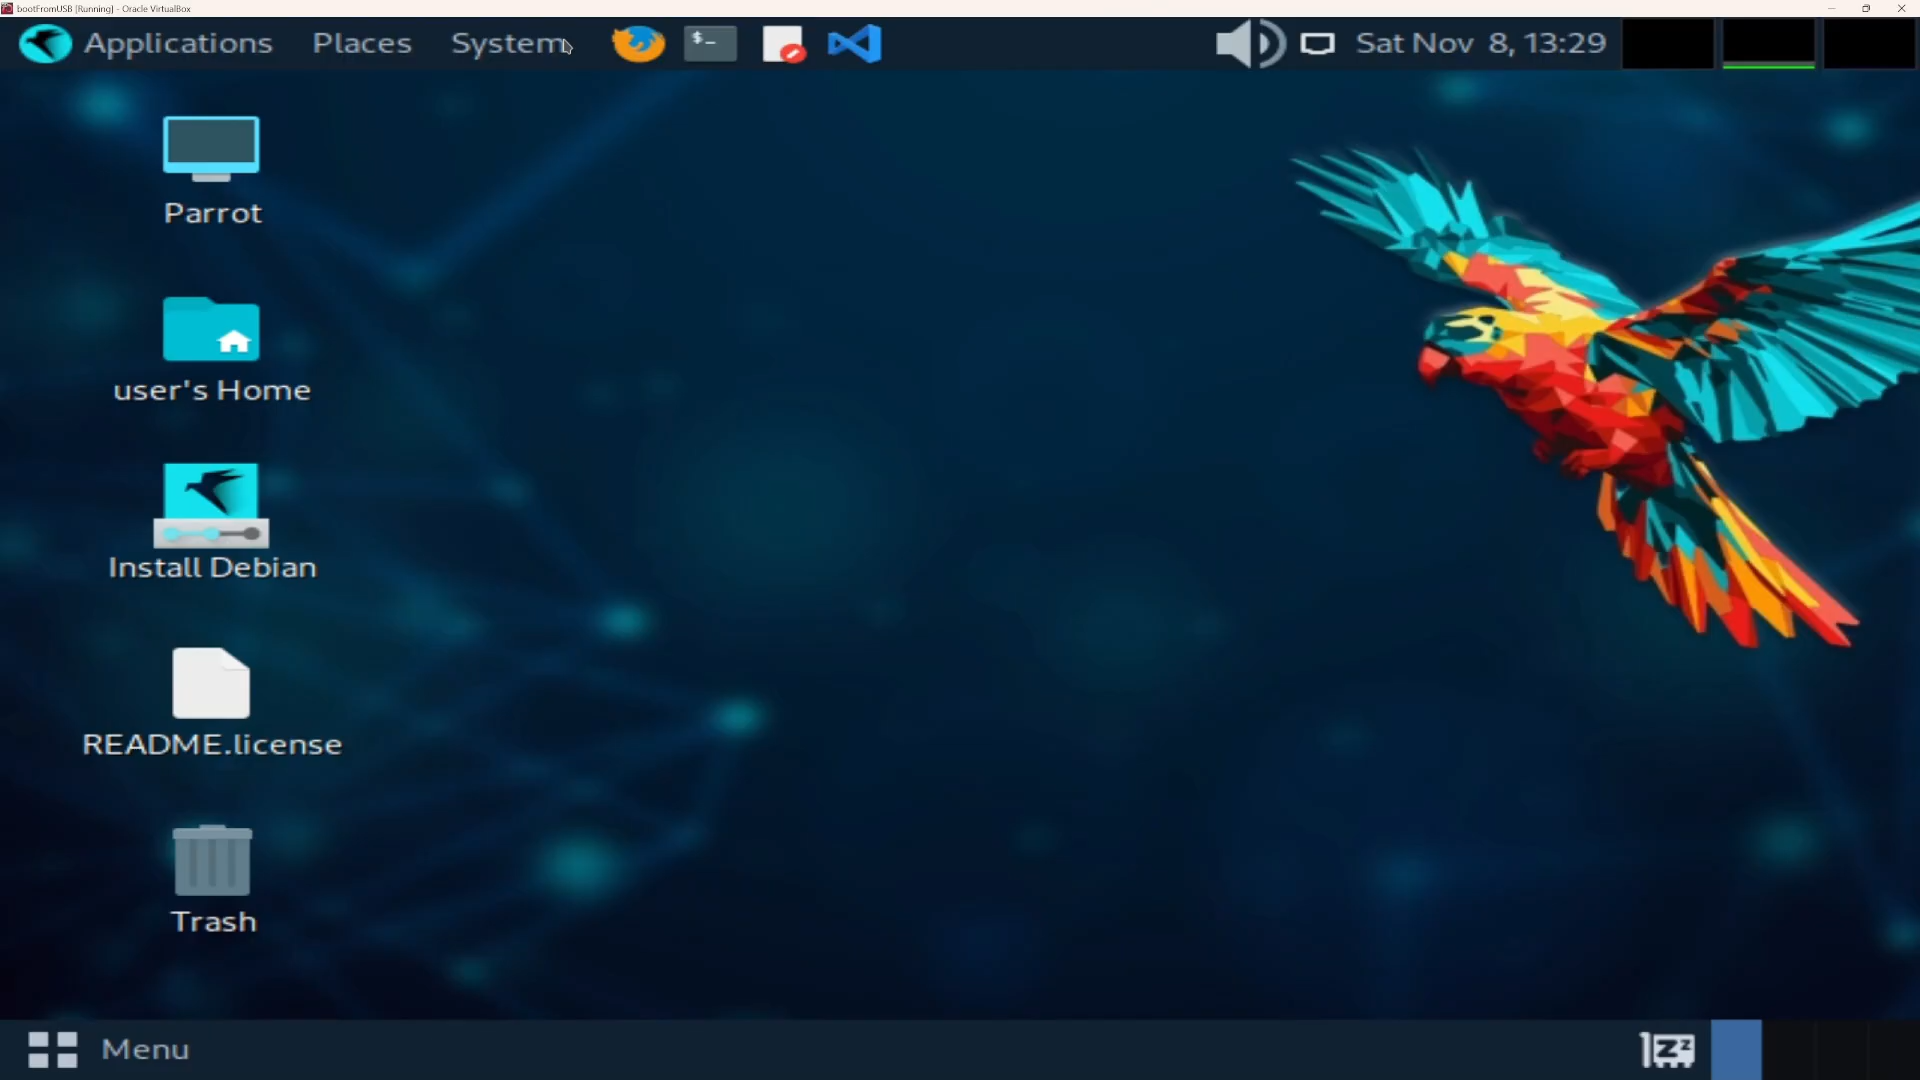 bootFromUSB [Running] - Oracle VirtualBox
Applications Places System $- Sat Nov 8, 13:29
Parrot
user's Home
Install Debian
README.license
Trash
Menu